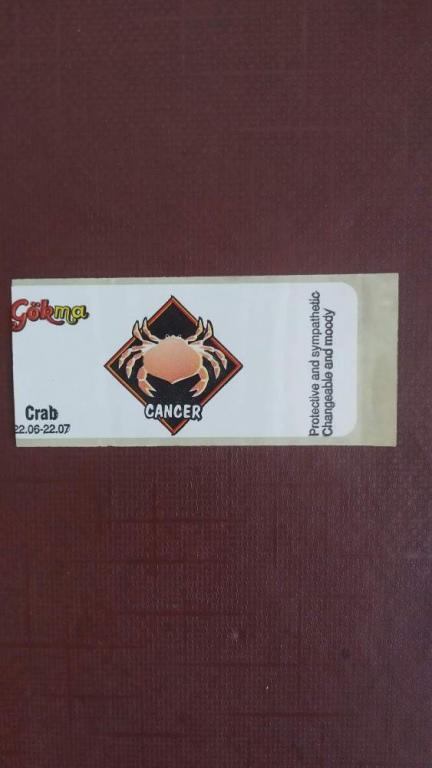 Gökma
CANCER
Crab
22.06-22.07
Protective and sympathetic
Changeable and moody